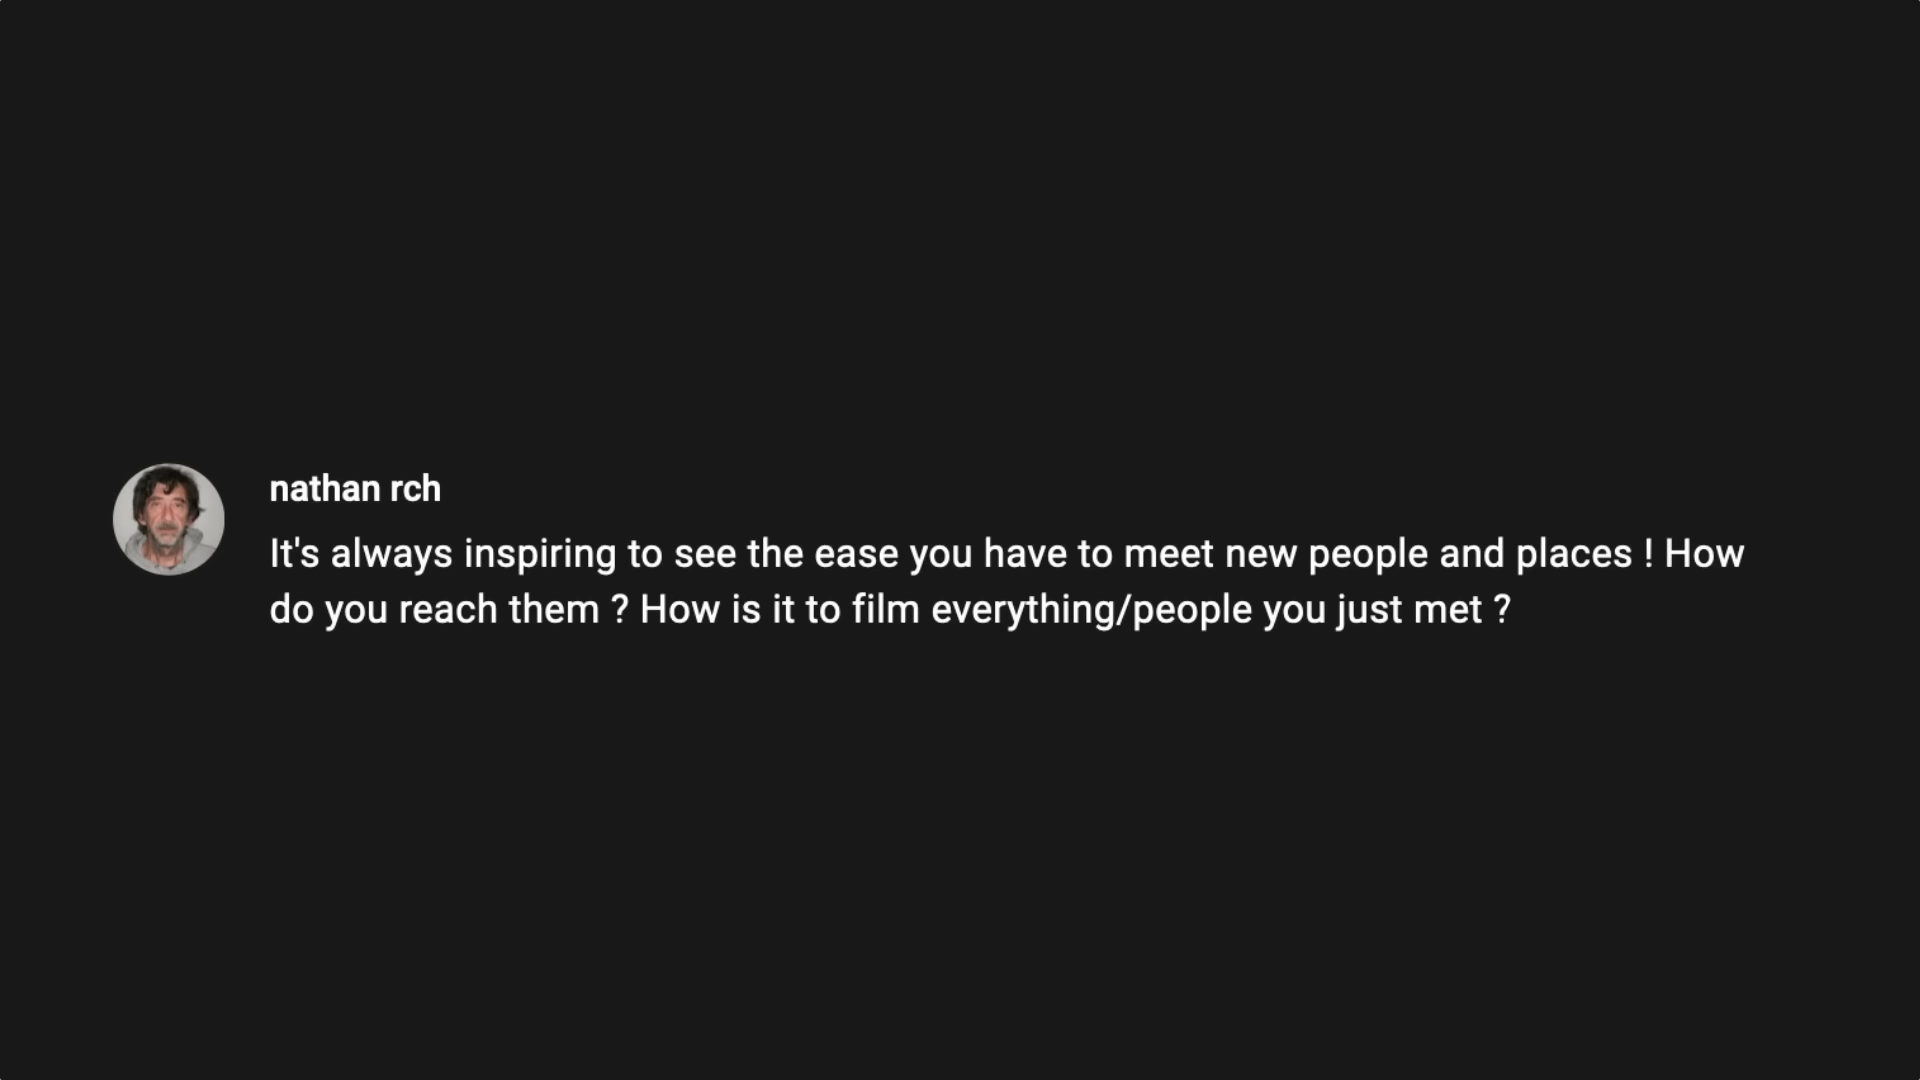 nathan rch
It's always inspiring to see the ease you have to meet new people and places ! How
do you reach them ? How is it to film everything/people you just met ?